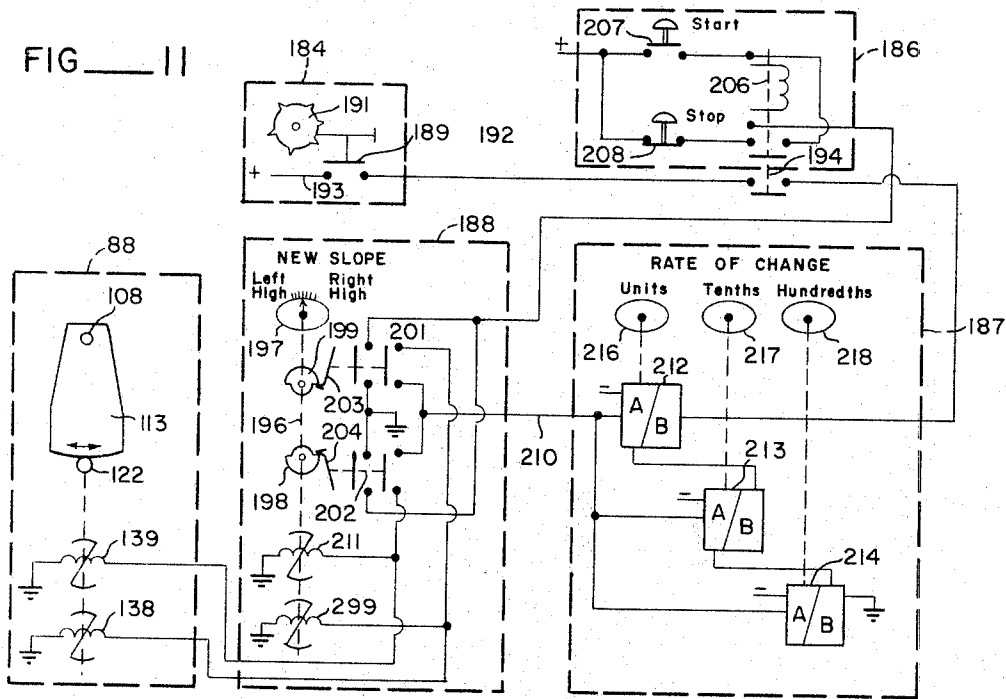 FIG 11
184
191
189
192
+
193
207
Start
186
+
206
Stop
208
194
88
108
113
122
139
138
188
NEW SLOPE
Left High
Right High
197
199
201
203
196
204
198
202
211
299
210
RATE OF CHANGE
Units
Tenths
Hundredths
187
216
217
218
212
A
B
213
A
B
214
A
B